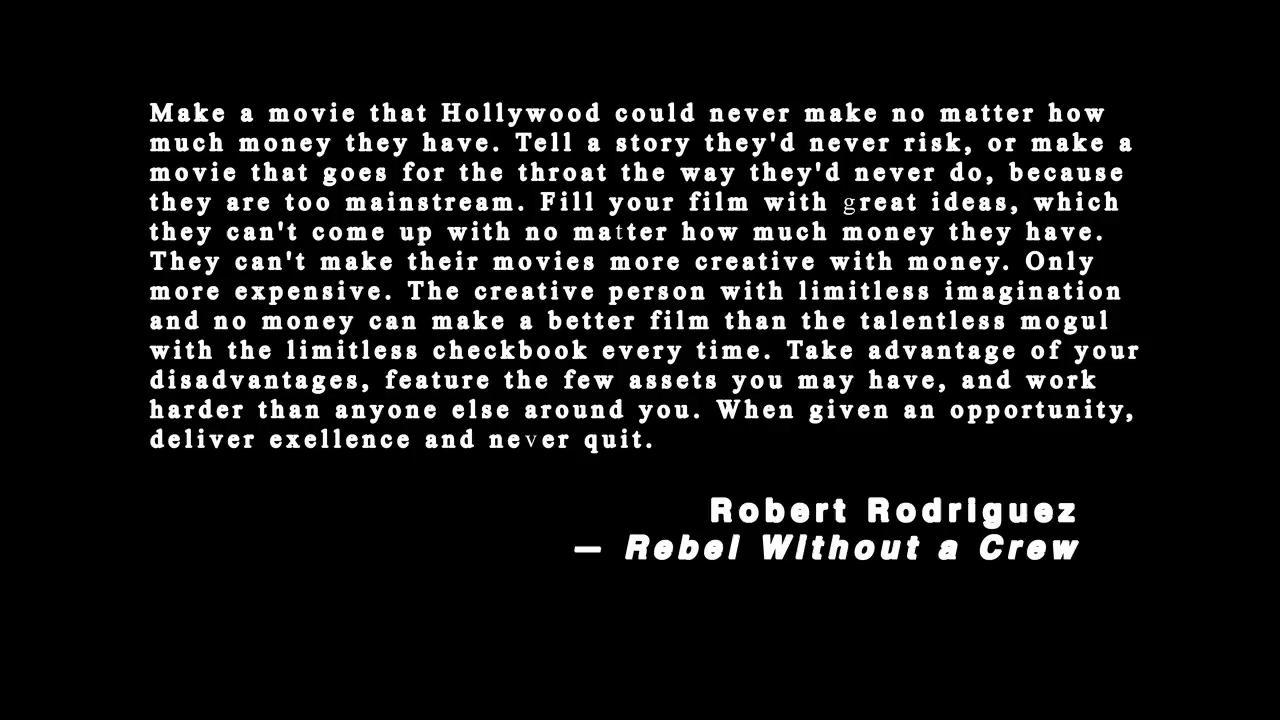 Make a movie that Hollywood could never make no matter how
much money they have. Tell a story they'd never risk, or make a
movie that goes for the throat the way they'd never do, because
they are too mainstream. Fill your film with great ideas, which
they can't come up with no matter how much money they have.
They can't make their movies more creative with money. Only
more expensive. The creative person with limitless imagination
and no money can make a better film than the talentless mogul
with the limitless checkbook every time. Take advantage of your
disadvantages, feature the few assets you may have, and work
harder than anyone else around you. When given an opportunity,
deliver exellence and never quit.
Robert Rodriguez
— Rebel Without a Crew